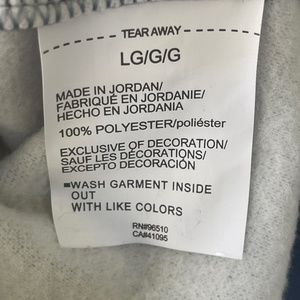 TEAR AWAY
LG/G/G
MADE IN JORDAN/
FABRIQUÉ EN JORDANIE/
HECHO EN JORDANIA
100% POLYESTER/poliéster
EXCLUSIVE OF DECORATION/
SAUF LES DÉCORATIONS/
EXCEPTO DECORACIÓN
WASH GARMENT INSIDE
OUT
WITH LIKE COLORS
RN#96510
CA#41095